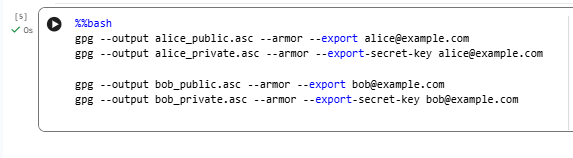 [5]
0s
%%bash
gpg --output alice_public.asc --armor --export alice@example.com
gpg --output alice_private.asc --armor --export-secret-key alice@example.com
gpg --output bob_public.asc --armor --export bob@example.com
gpg --output bob_private.asc --armor --export-secret-key bob@example.com